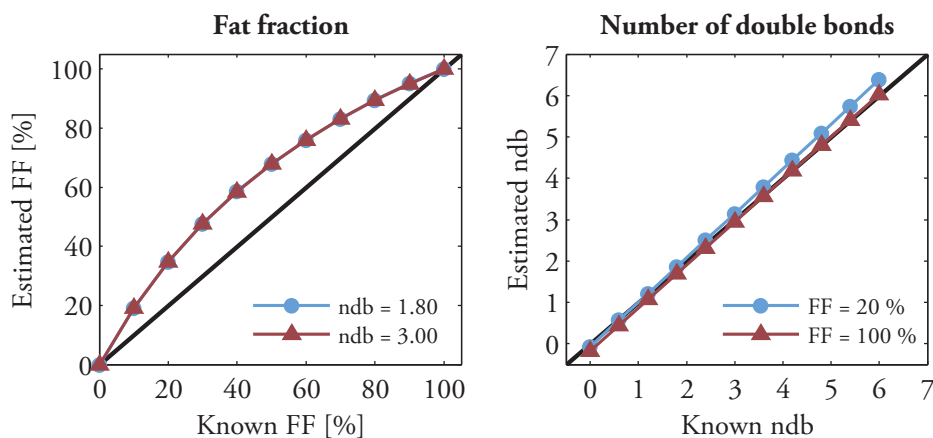 Fat fraction
Estimated FF [%]
100
80
60
40
20
0
0 20 40 60 80 100
Known FF [%]
ndb = 1.80
ndb = 3.00
Number of double bonds
Estimated ndb
7
6
5
4
3
2
1
0
0 1 2 3 4 5 6 7
Known ndb
FF = 20 %
FF = 100 %